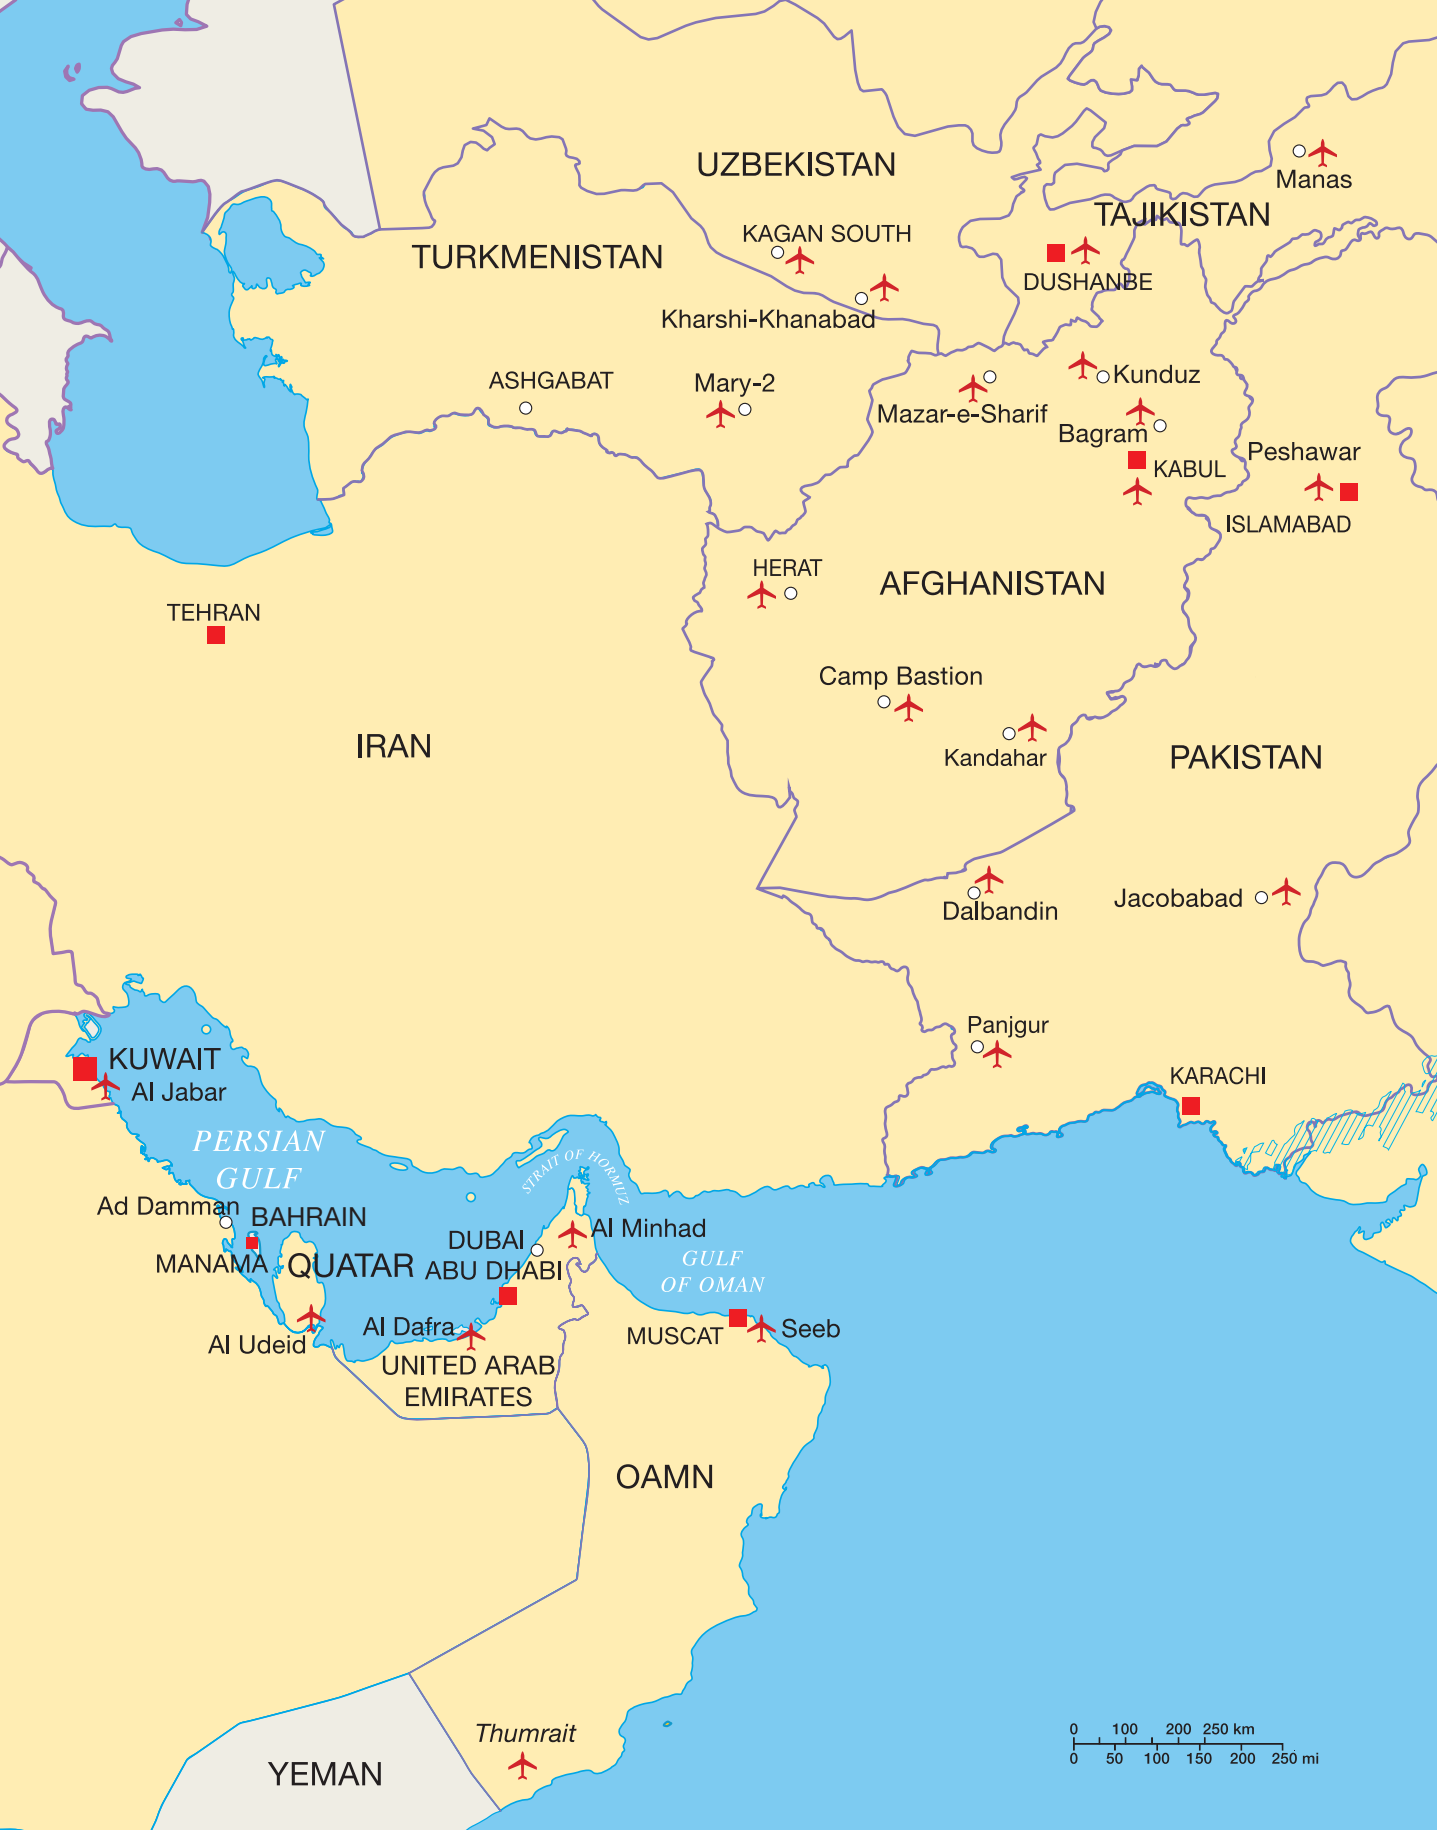 UZBEKISTAN
Manas
TAJIKISTAN
KAGAN SOUTH
TURKMENISTAN
DUSHANBE
Kharshi-Khanabad
ASHGABAT
Mary-2
Kunduz
Mazar-e-Sharif
Bagram
Peshawar
KABUL
ISLAMABAD
HERAT
AFGHANISTAN
TEHRAN
Camp Bastion
IRAN
Kandahar
PAKISTAN
Dalbandin
Jacobabad
Panjgur
KUWAIT
KARACHI
Al Jabar
PERSIAN
GULF
STRAIT OF HORMUZ
Ad Damman
BAHRAIN
Al Minhad
DUBAI
MANAMA
QUATAR
ABU DHABI
GULF
OF OMAN
Al Dafra
MUSCAT
Seeb
Al Udeid
UNITED ARAB
EMIRATES
OAMN
Thumrait
YEMAN
0 100 200 250 km
0 50 100 150 200 250 mi